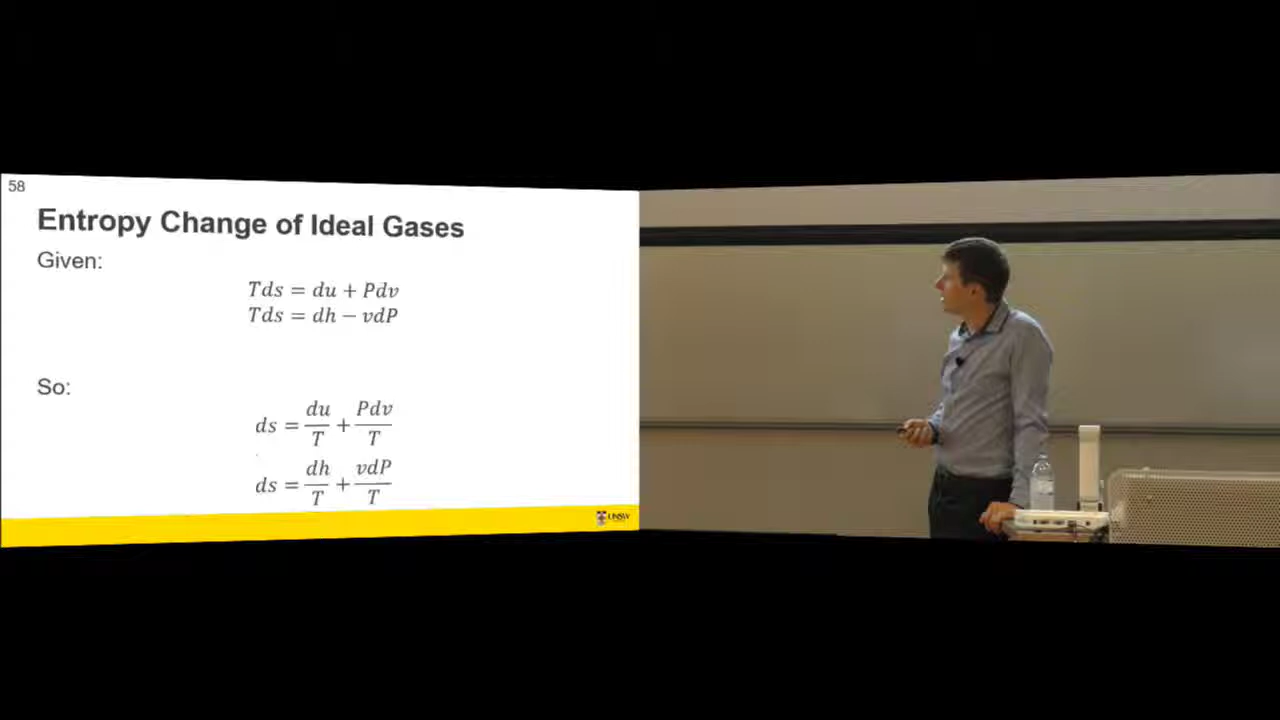 58
Entropy Change of Ideal Gases
Given:
Tds = du + Pdv
Tds = dh − vdP
So:
ds = du/T + Pdv/T
ds = dh/T + vdP/T
UNSW